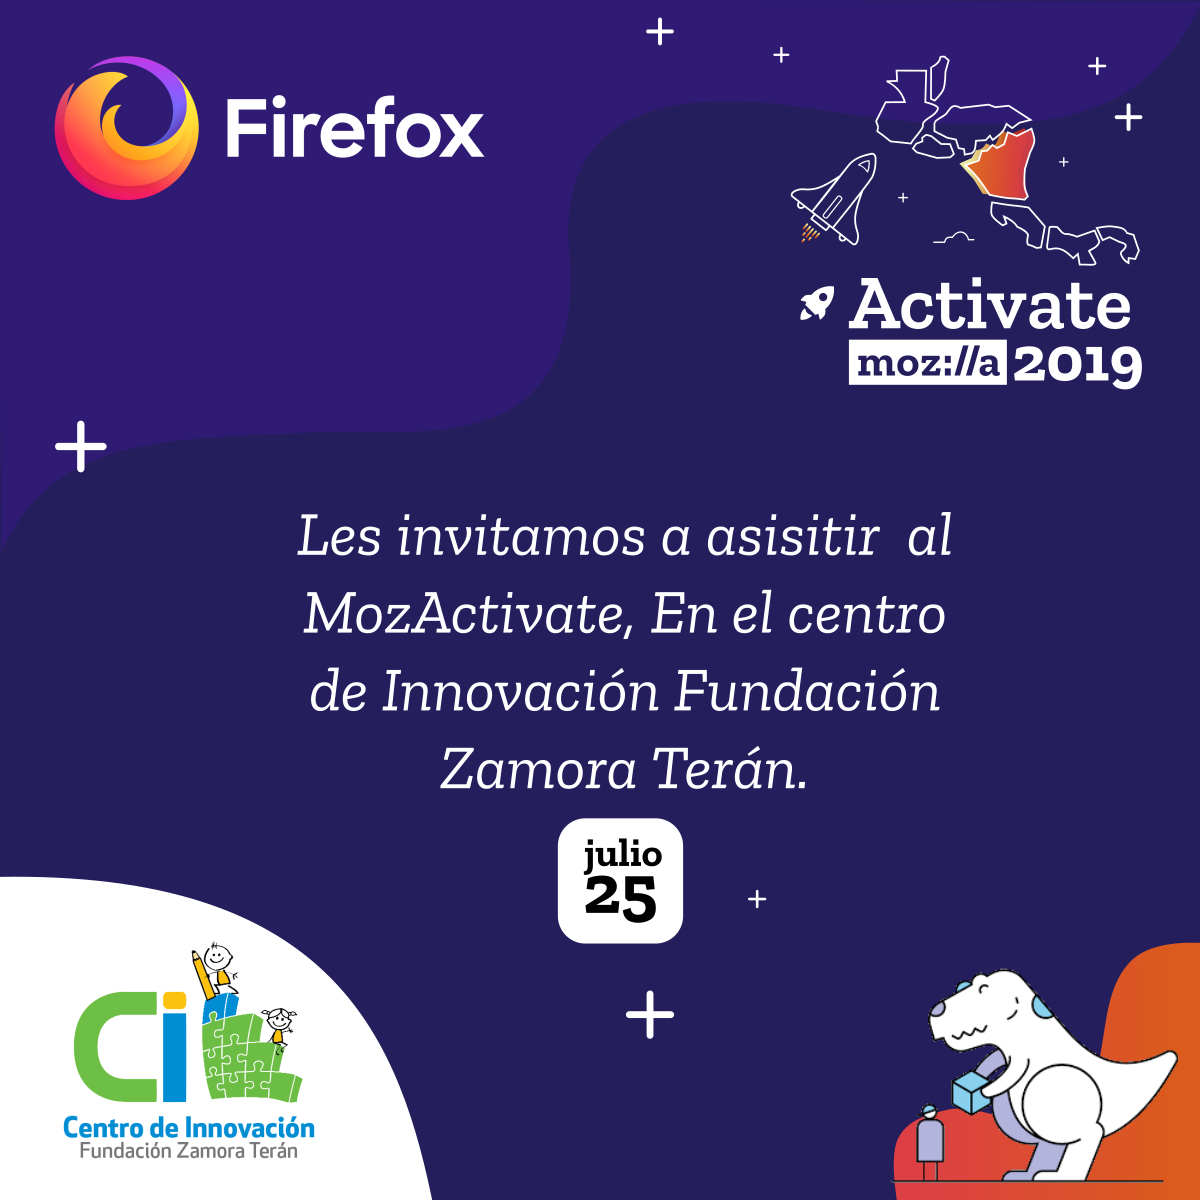 Firefox
Activate
moz://a 2019
Les invitamos a asisitir al
MozActivate, En el centro
de Innovación Fundación
Zamora Terán.
julio
25
Ci
Centro de Innovación
Fundación Zamora Terán